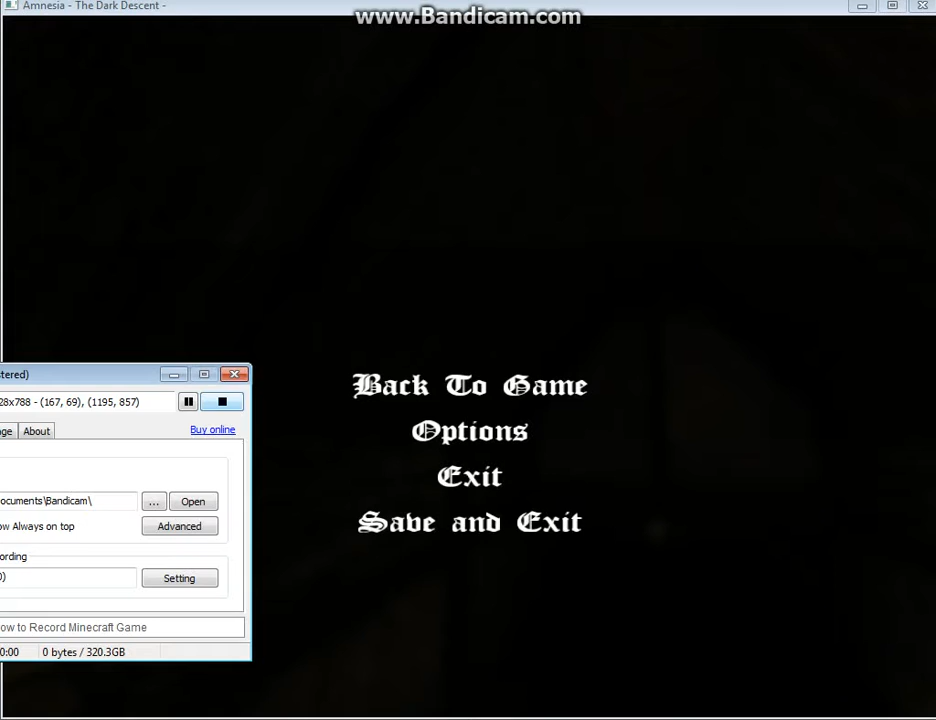 Amnesia - The Dark Descent -
www.Bandicam.com
Back To Game
Options
Exit
Save and Exit
stered)
28x788 - (167, 69), (1195, 857)
ge About
Buy online
ocuments\Bandicam\ ... Open
ow Always on top Advanced
ording
0) Setting
ow to Record Minecraft Game
0:00 0 bytes / 320.3GB